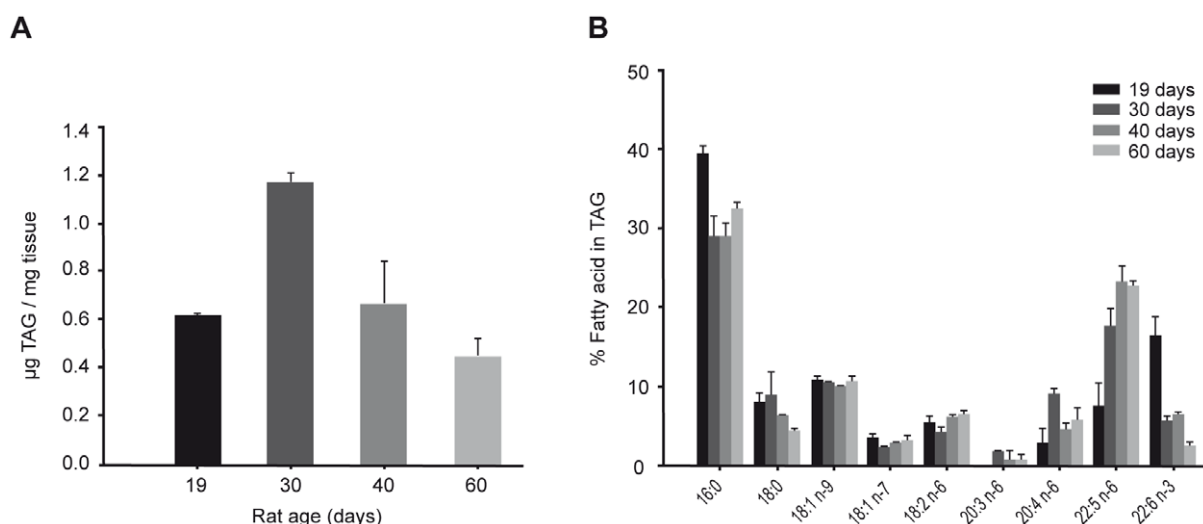 A
µg TAG / mg tissue
1.4
1.2
1.0
0.8
0.6
0.4
0.2
0.0
19 30 40 60
Rat age (days)
B
% Fatty acid in TAG
50
40
30
20
10
0
19 days
30 days
40 days
60 days
16:0 18:0 18:1 n-9 18:1 n-7 18:2 n-6 20:3 n-6 20:4 n-6 22:5 n-6 22:6 n-3